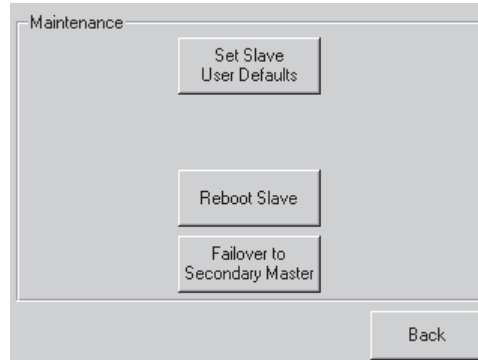 Maintenance
Set Slave
User Defaults
Reboot Slave
Failover to
Secondary Master
Back